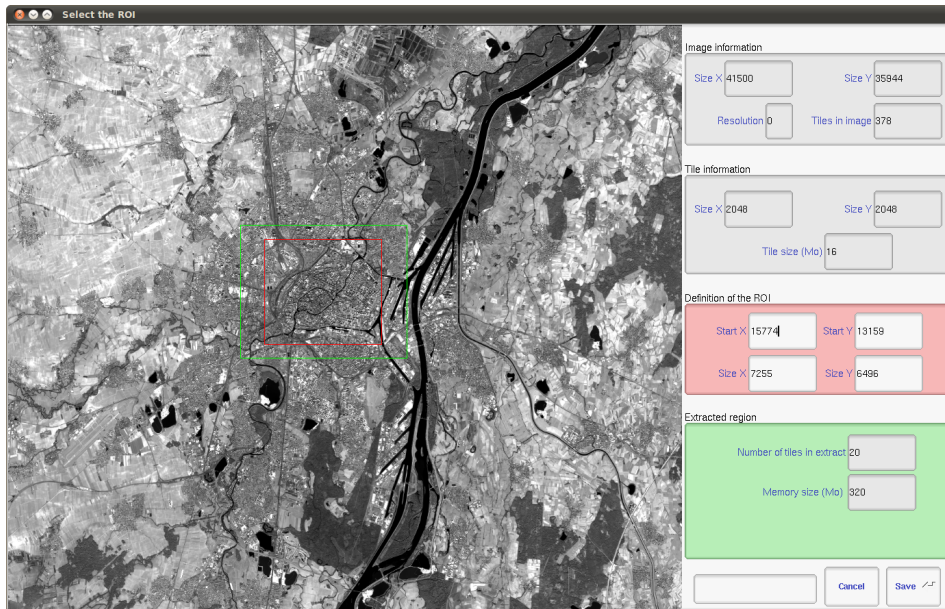 Select the ROI
Image information
Size X 41500 Size Y 35944
Resolution 0 Tiles in image 378
Tile information
Size X 2048 Size Y 2048
Tile size (Mo) 16
Definition of the ROI
Start X 15774 Start Y 13159
Size X 7255 Size Y 6496
Extracted region
Number of tiles in extract 20
Memory size (Mo) 320
Cancel Save